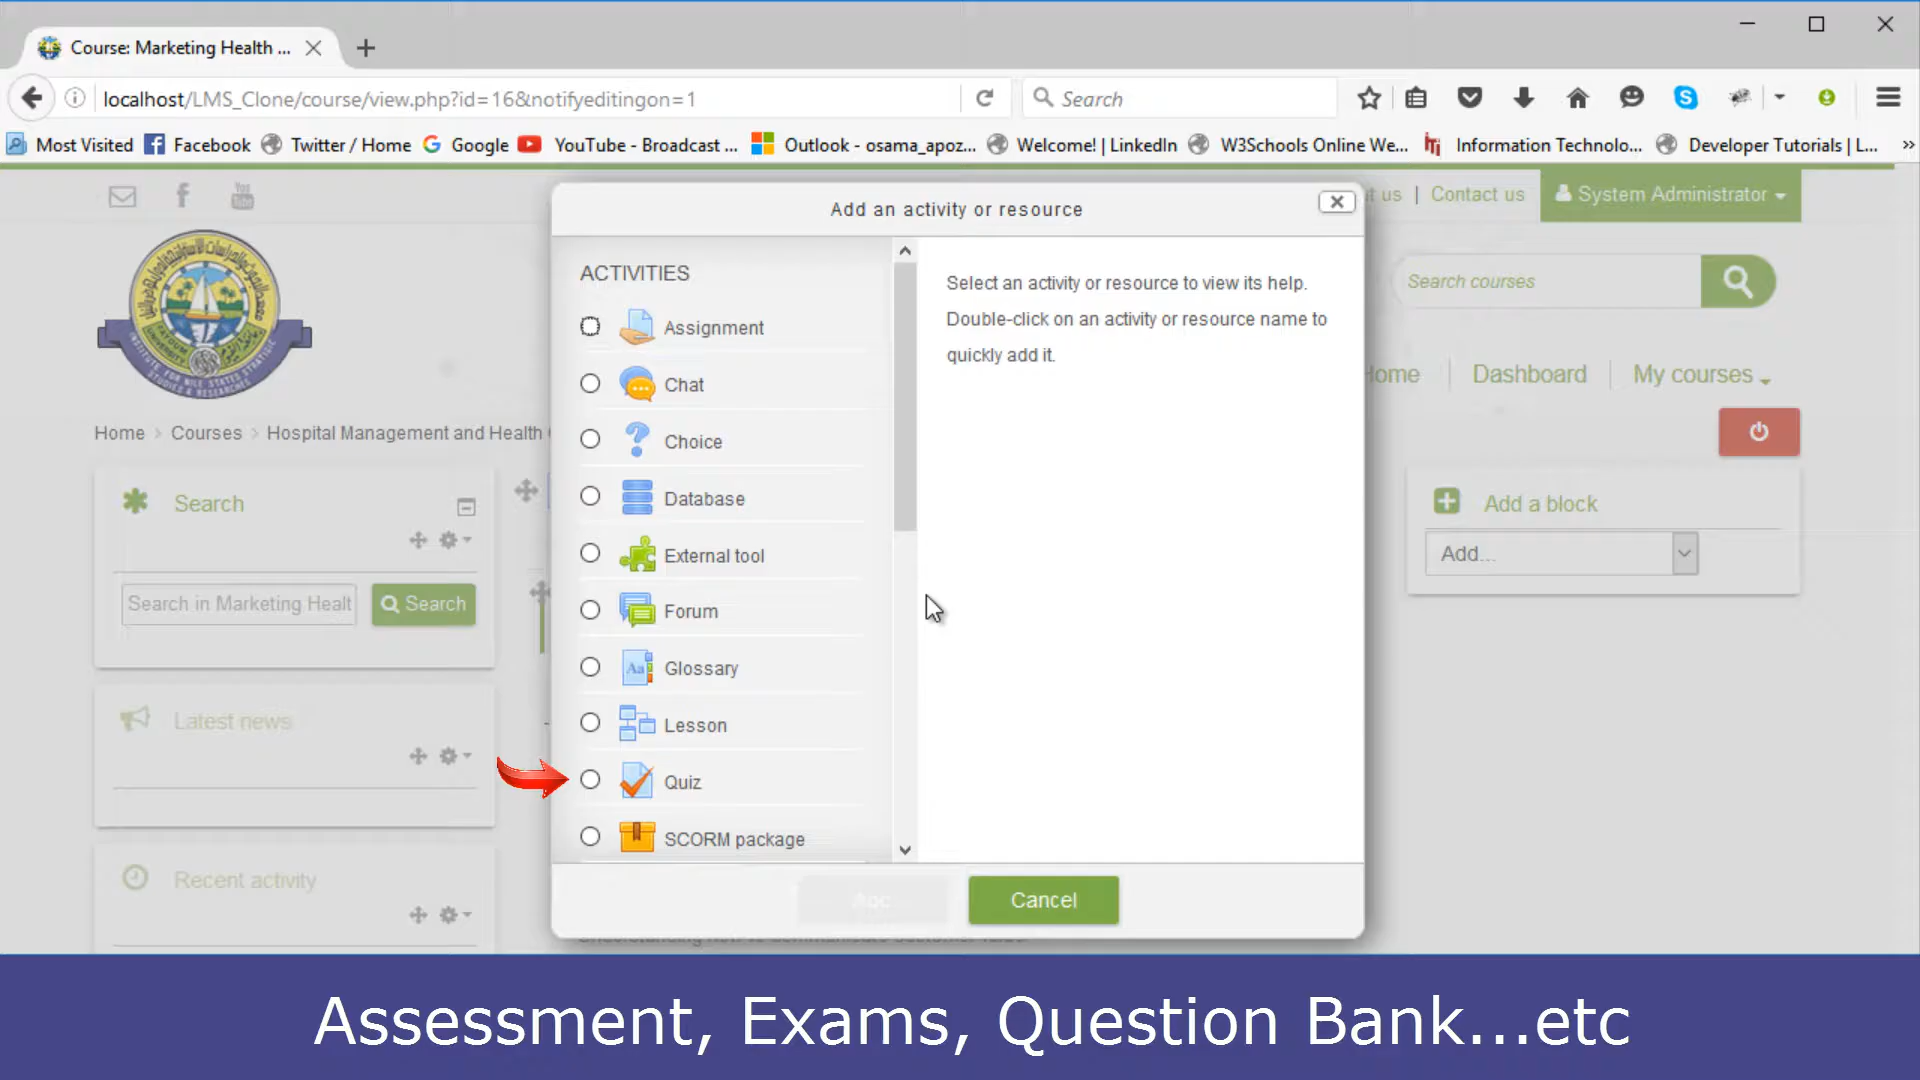 Course: Marketing Health ...
localhost/LMS_Clone/course/view.php?id=16&notifyeditingon=1
Search
Most Visited
Facebook
Twitter / Home
Google
YouTube - Broadcast ...
Outlook - osama_apoz...
Welcome! | LinkedIn
W3Schools Online We...
Information Technolo...
Developer Tutorials | L...
You
Tube
t us | Contact us
System Administrator
Add an activity or resource
Search courses
Home
Dashboard
My courses
Home > Courses > Hospital Management and Health
Search
Search in Marketing Healt
Search
Latest news
Recent activity
ACTIVITIES
Assignment
Chat
Choice
Database
External tool
Forum
Glossary
Lesson
Quiz
SCORM package
Select an activity or resource to view its help.
Double-click on an activity or resource name to
quickly add it.
Cancel
Add a block
Add...
Assessment, Exams, Question Bank...etc